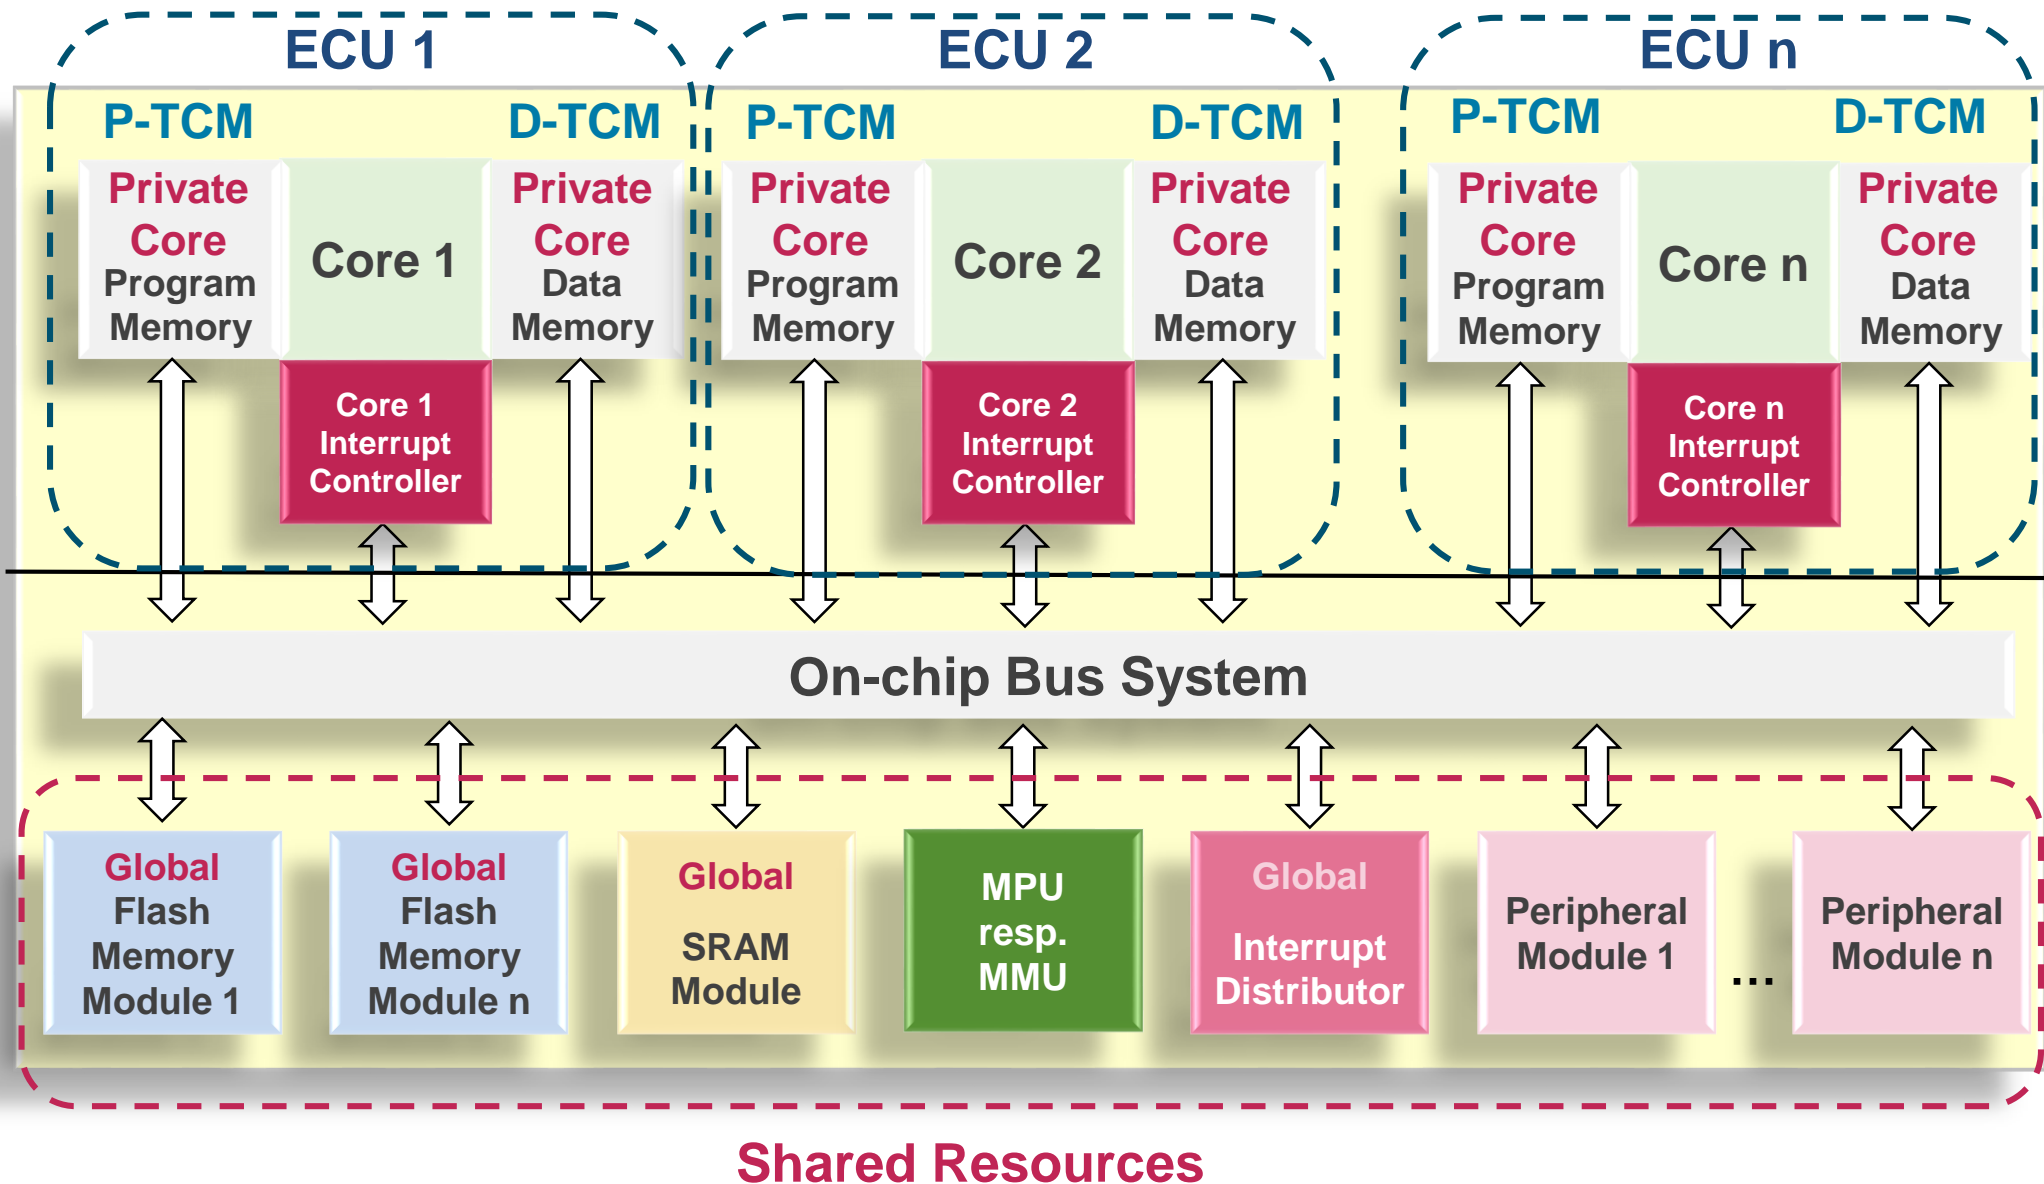 ECU 1
ECU 2
ECU n
P-TCM
D-TCM
P-TCM
D-TCM
P-TCM
D-TCM
Private
Core
Program
Memory
Core 1
Private
Core
Data
Memory
Private
Core
Program
Memory
Core 2
Private
Core
Data
Memory
Private
Core
Program
Memory
Core n
Private
Core
Data
Memory
Core 1
Interrupt
Controller
Core 2
Interrupt
Controller
Core n
Interrupt
Controller
On-chip Bus System
Global
Flash
Memory
Module 1
Global
Flash
Memory
Module n
Global
SRAM
Module
MPU
resp.
MMU
Global
Interrupt
Distributor
Peripheral
Module 1
...
Peripheral
Module n
Shared Resources